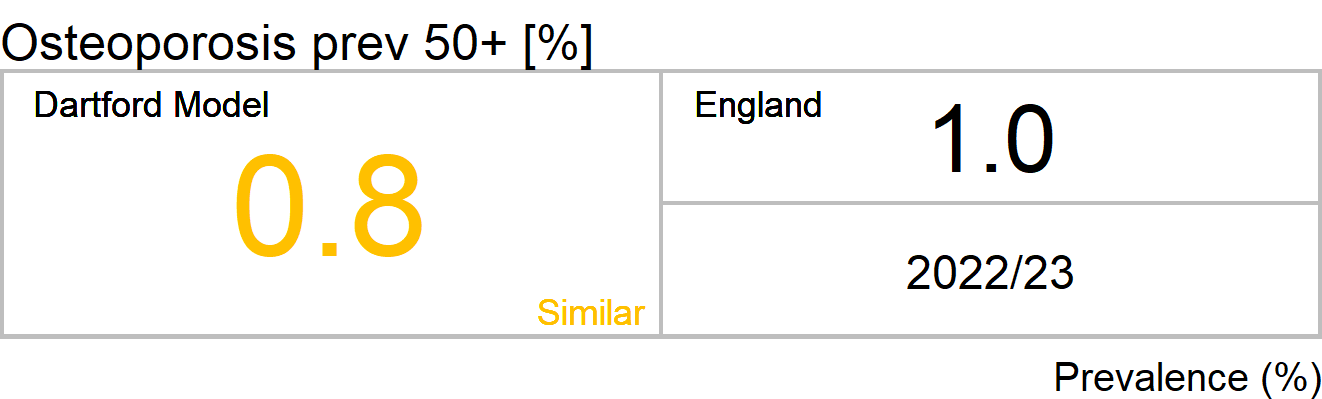 Osteoporosis prev 50+ [%]
Dartford Model
0.8
Similar
England
1.0
2022/23
Prevalence (%)